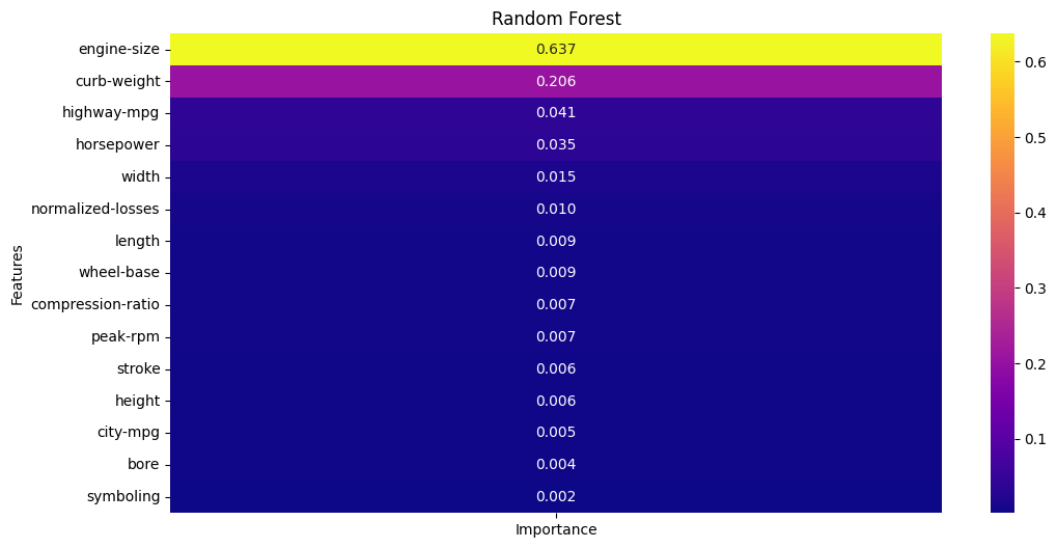 Random Forest
Features
engine-size 0.637
curb-weight 0.206
highway-mpg 0.041
horsepower 0.035
width 0.015
normalized-losses 0.010
length 0.009
wheel-base 0.009
compression-ratio 0.007
peak-rpm 0.007
stroke 0.006
height 0.006
city-mpg 0.005
bore 0.004
symboling 0.002
Importance
0.6
0.5
0.4
0.3
0.2
0.1